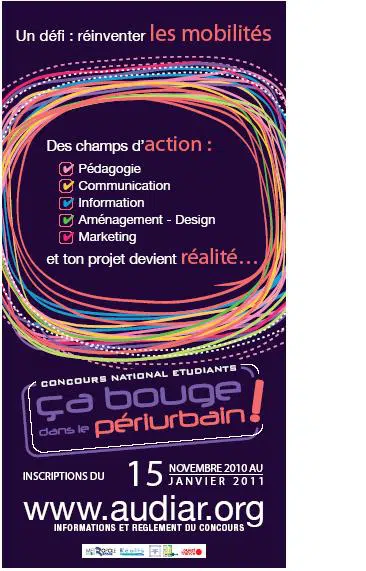 Un défi : réinventer les mobilités
Des champs d'action :
Pédagogie
Communication
Information
Aménagement - Design
Marketing
et ton projet devient réalité...
CONCOURS NATIONAL ETUDIANTS
ça bouge
dans le périurbain !
INSCRIPTIONS DU 15 NOVEMBRE 2010 AU
JANVIER 2011
www.audiar.org
INFORMATIONS ET REGLEMENT DU CONCOURS